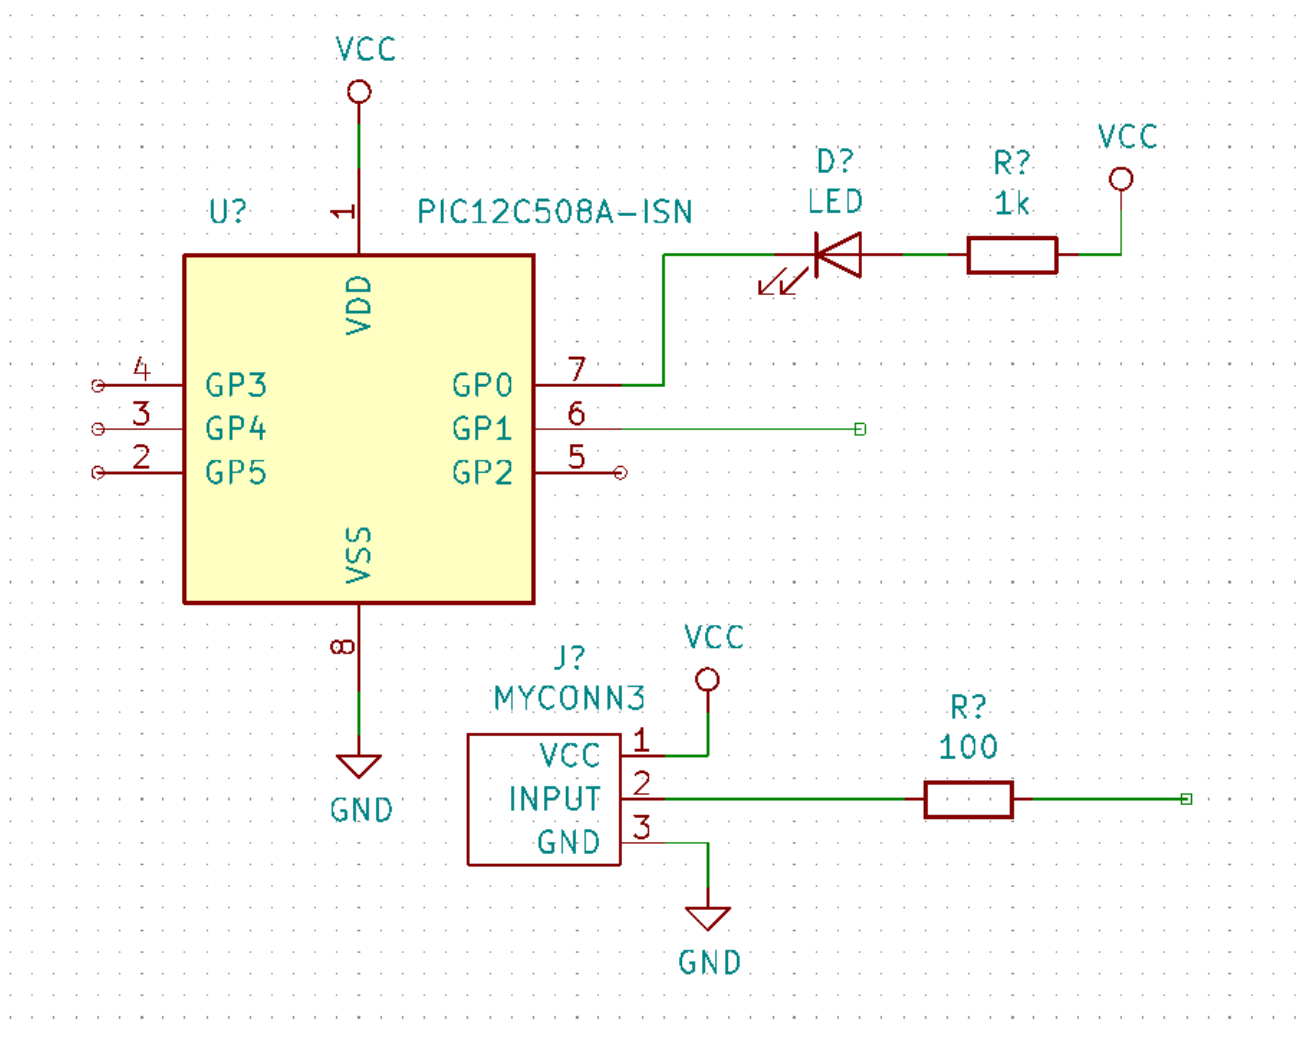 VCC
VCC
D?
LED
R?
1k
U?
1
PIC12C508A-ISN
VDD
4
GP3
GP0
7
3
GP4
GP1
6
2
GP5
GP2
5
VSS
8
GND
VCC
J?
MYCONN3
VCC
1
INPUT
2
GND
3
R?
100
GND